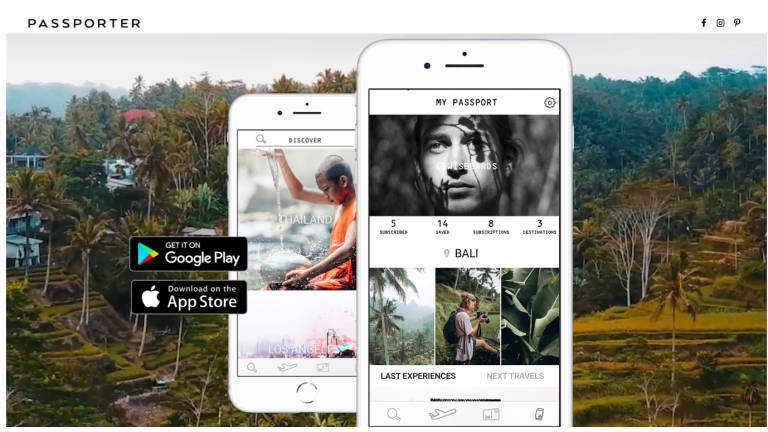 PASSPORTER
DISCOVER
THAILAND
LOS ANGELES
GET IT ON
Google Play
Download on the
App Store
MY PASSPORT
5
SUBSCRIBED
14
SAVED
8
SUBSCRIPTIONS
3
DESTINATIONS
BALI
LAST EXPERIENCES
NEXT TRAVELS